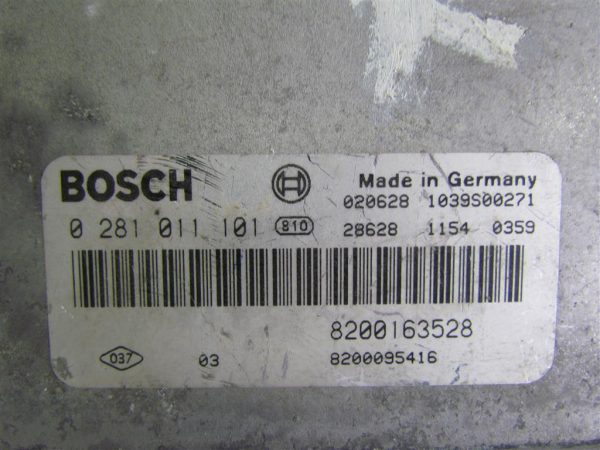 BOSCH Made in Germany
020628 1039S00271
0 281 011 101 810 28628 1154 0359
8200163528
037 03 8200095416